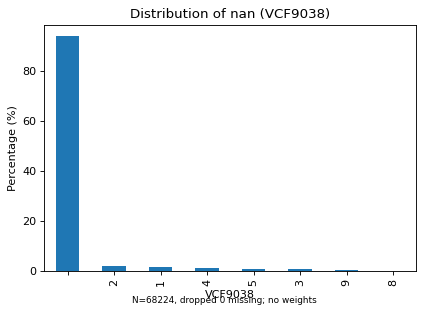 Distribution of nan (VCF9038)
Percentage (%)
80
60
40
20
0
2 1 4 5 3 9 8
VCF9038
N=68224, dropped 0 missing; no weights